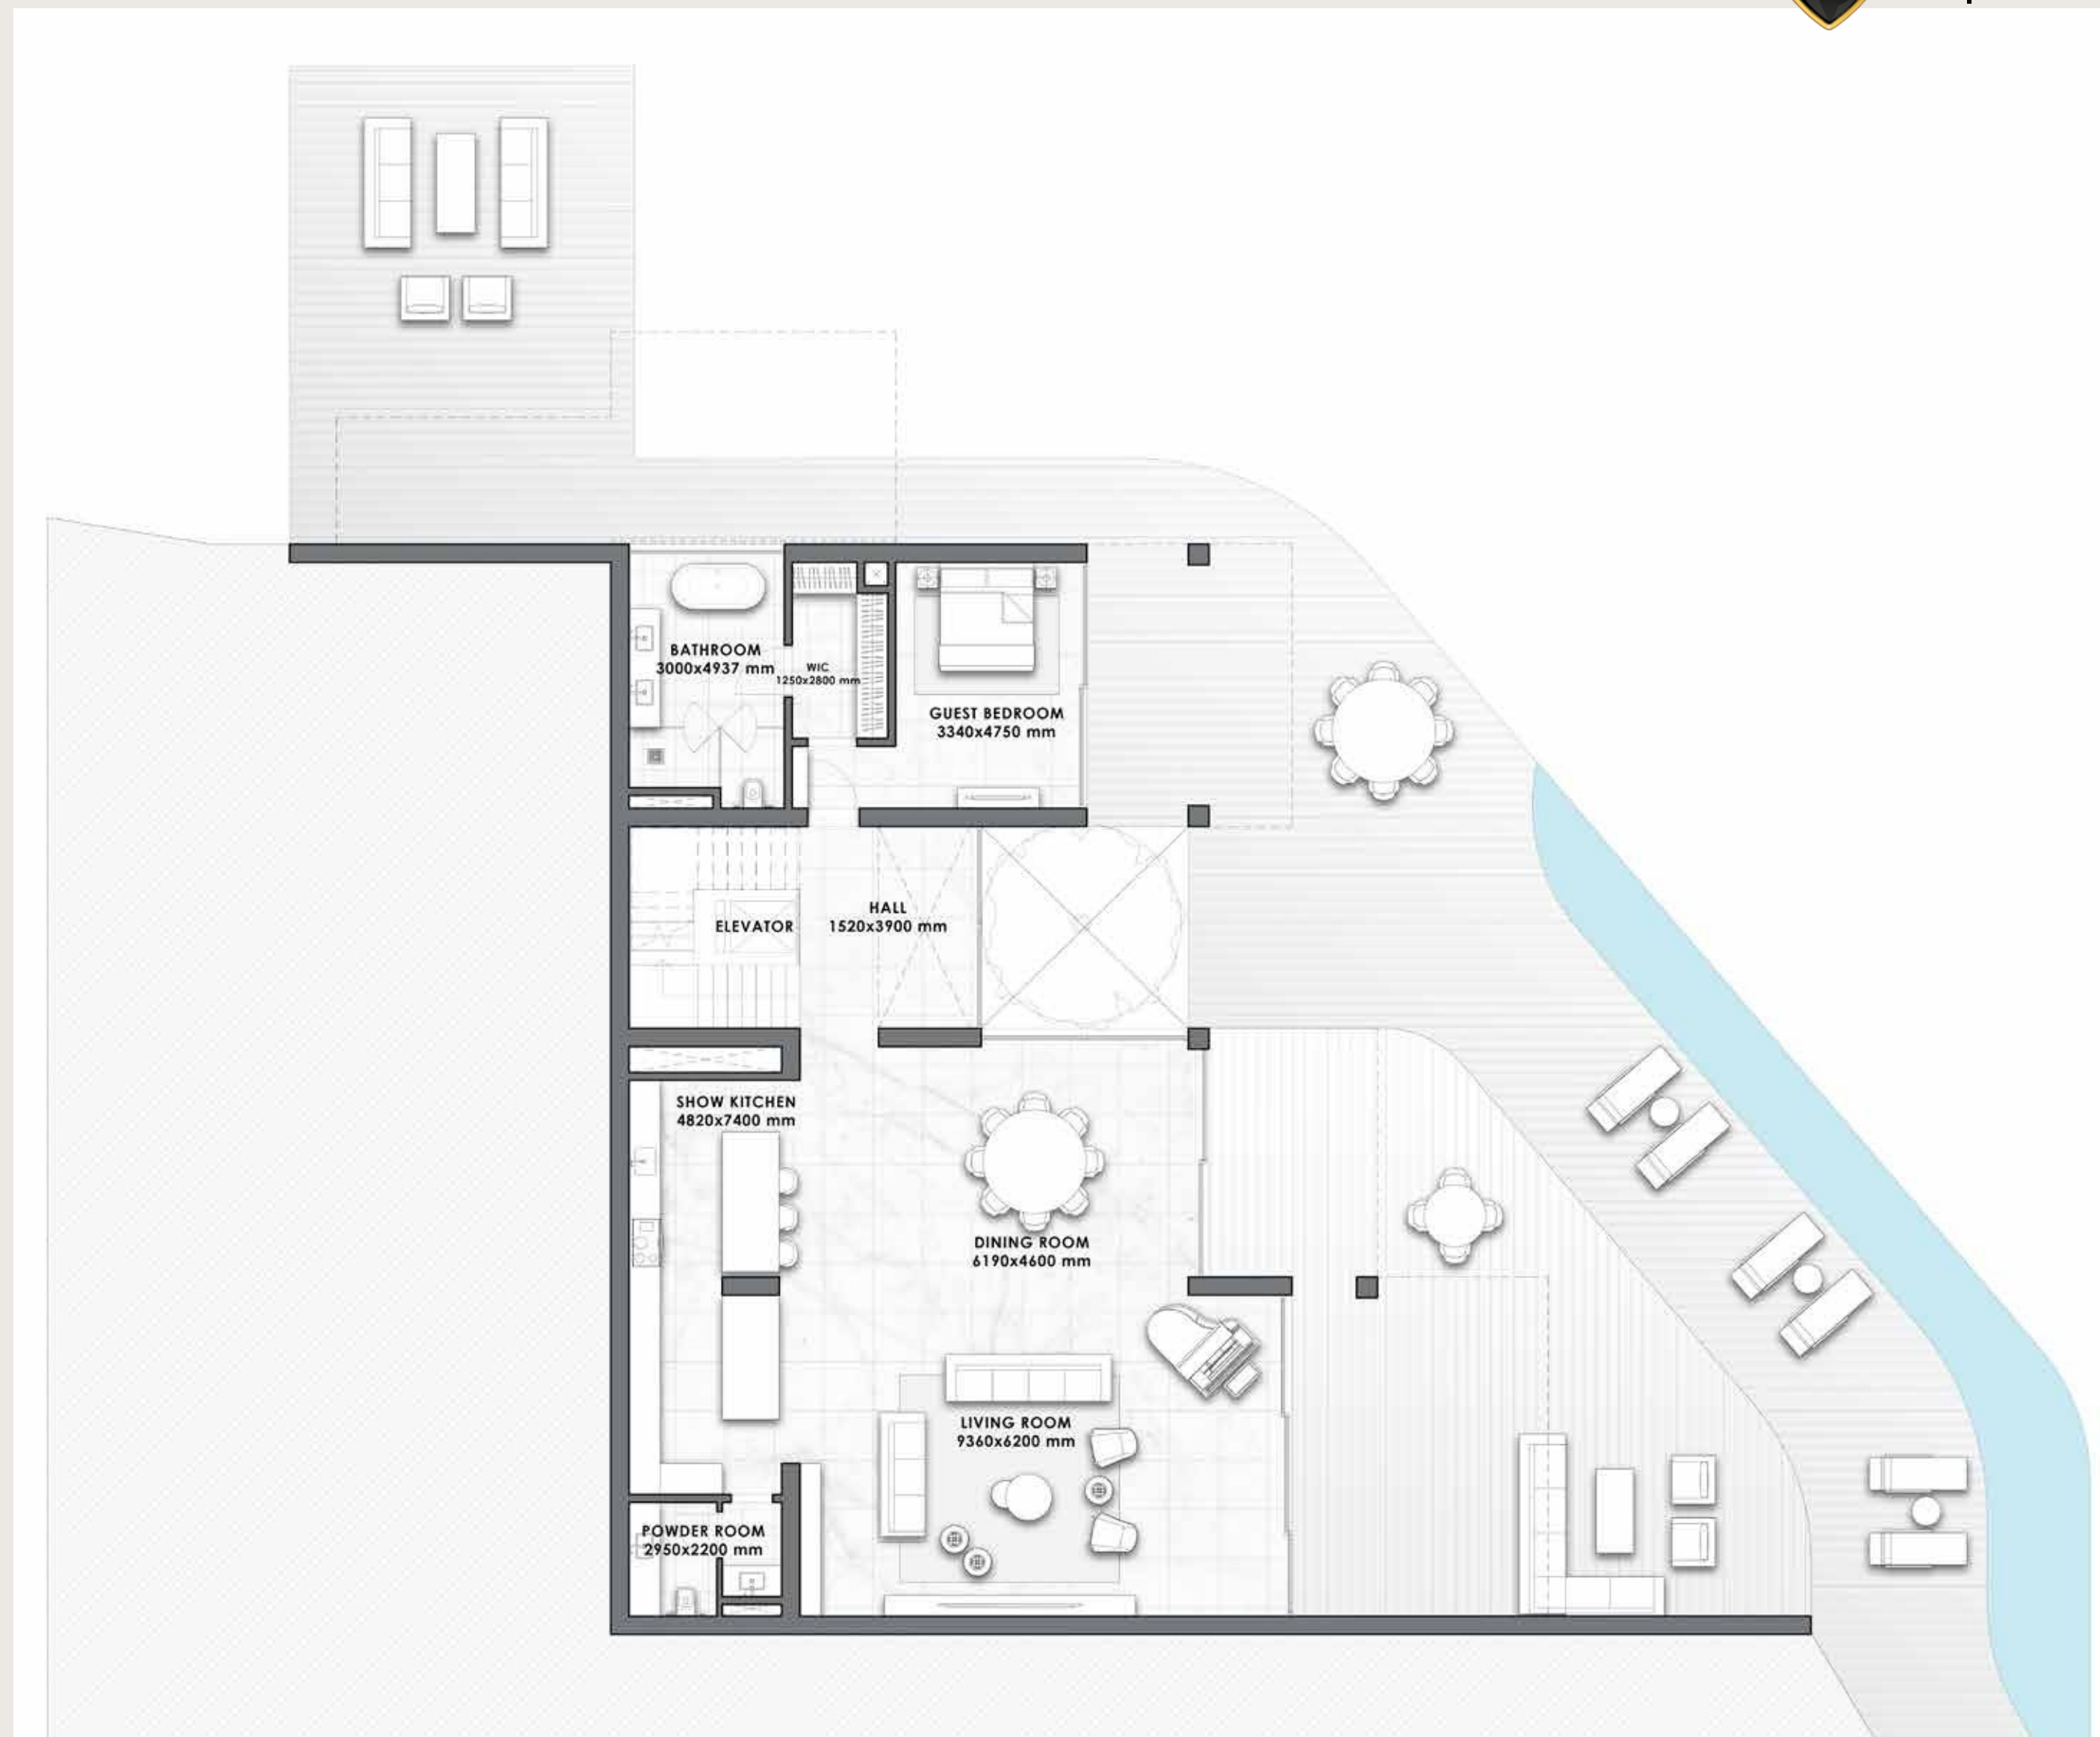 BATHROOM
3000x4937 mm
WIC
1250x2800 mm
GUEST BEDROOM
3340x4750 mm
ELEVATOR
HALL
1520x3900 mm
SHOW KITCHEN
4820x7400 mm
DINING ROOM
6190x4600 mm
LIVING ROOM
9360x6200 mm
POWDER ROOM
2950x2200 mm